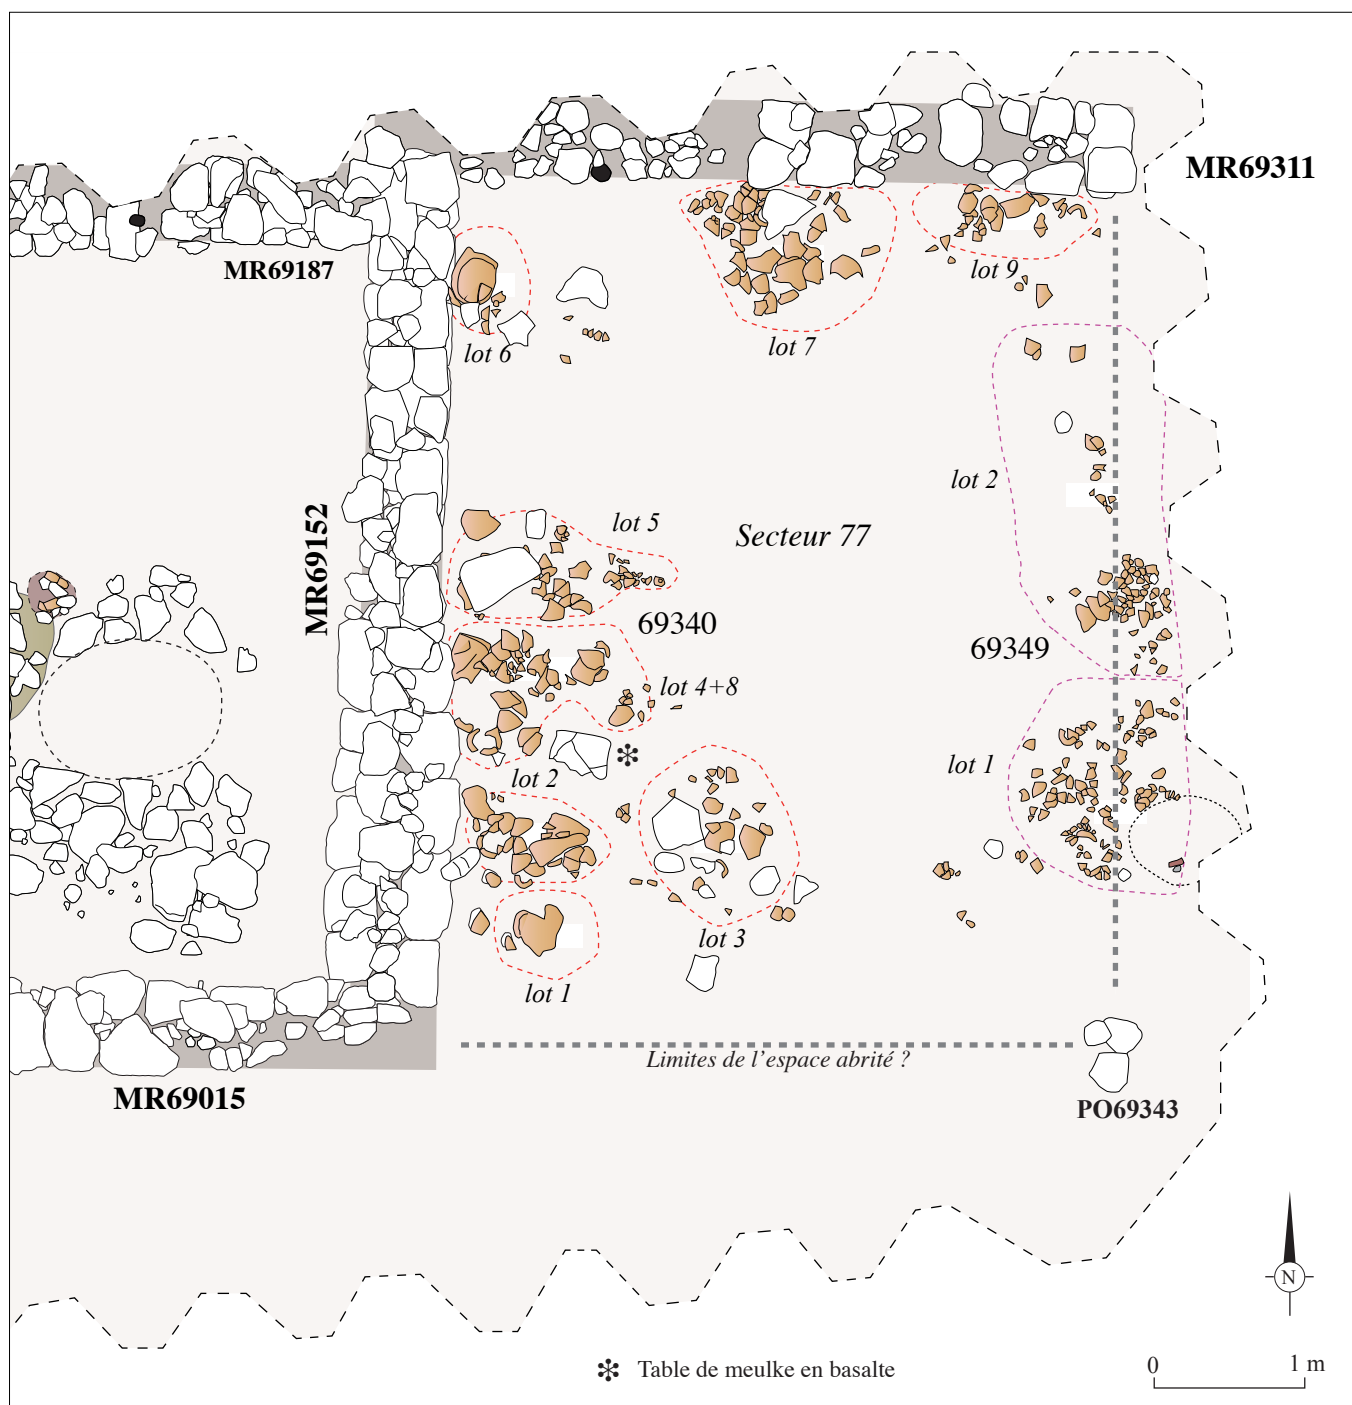 MR69311
MR69187
lot 9
lot 6
lot 7
lot 2
MR69152
lot 5
Secteur 77
69340
69349
lot 4+8
lot 2
lot 1
lot 3
lot 1
Limites de l’espace abrité ?
MR69015
PO69343
N
Table de meulke en basalte
0 1 m